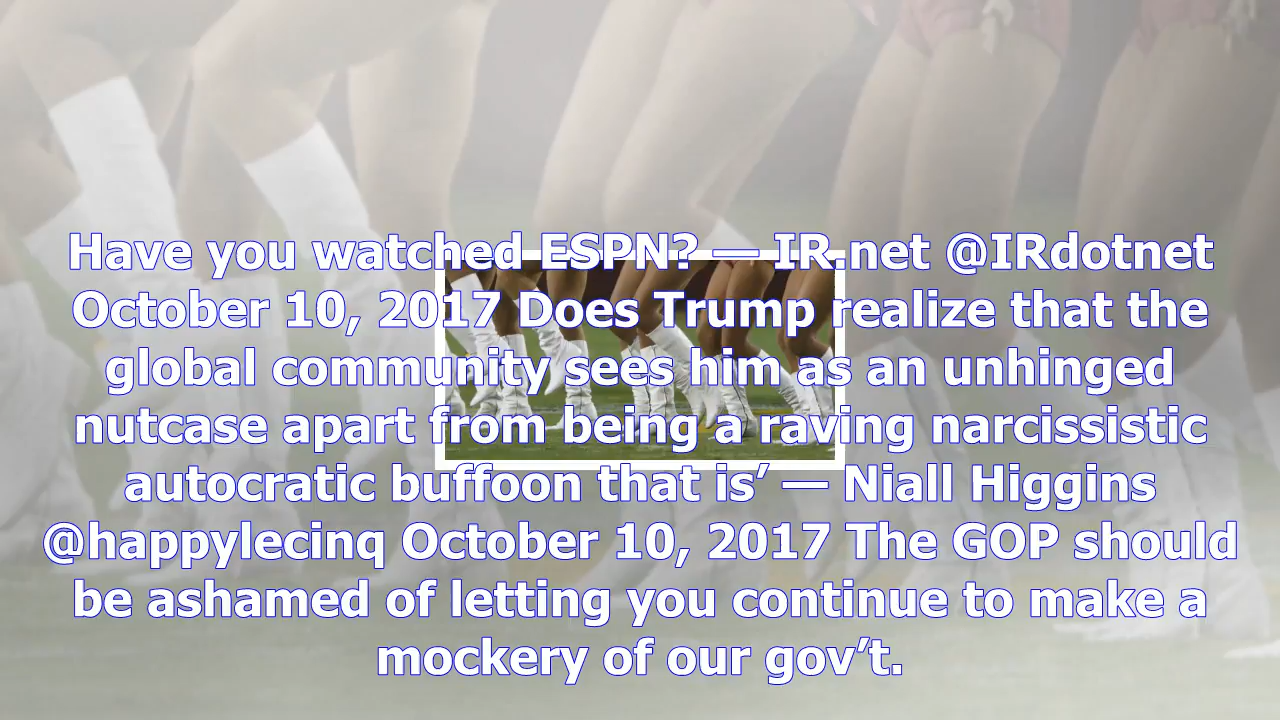 Have you watched ESPN? — IR.net @IRdotnet
October 10, 2017 Does Trump realize that the
global community sees him as an unhinged
nutcase apart from being a raving narcissistic
autocratic buffoon that is’ — Niall Higgins
@happylecinq October 10, 2017 The GOP should
be ashamed of letting you continue to make a
mockery of our gov’t.